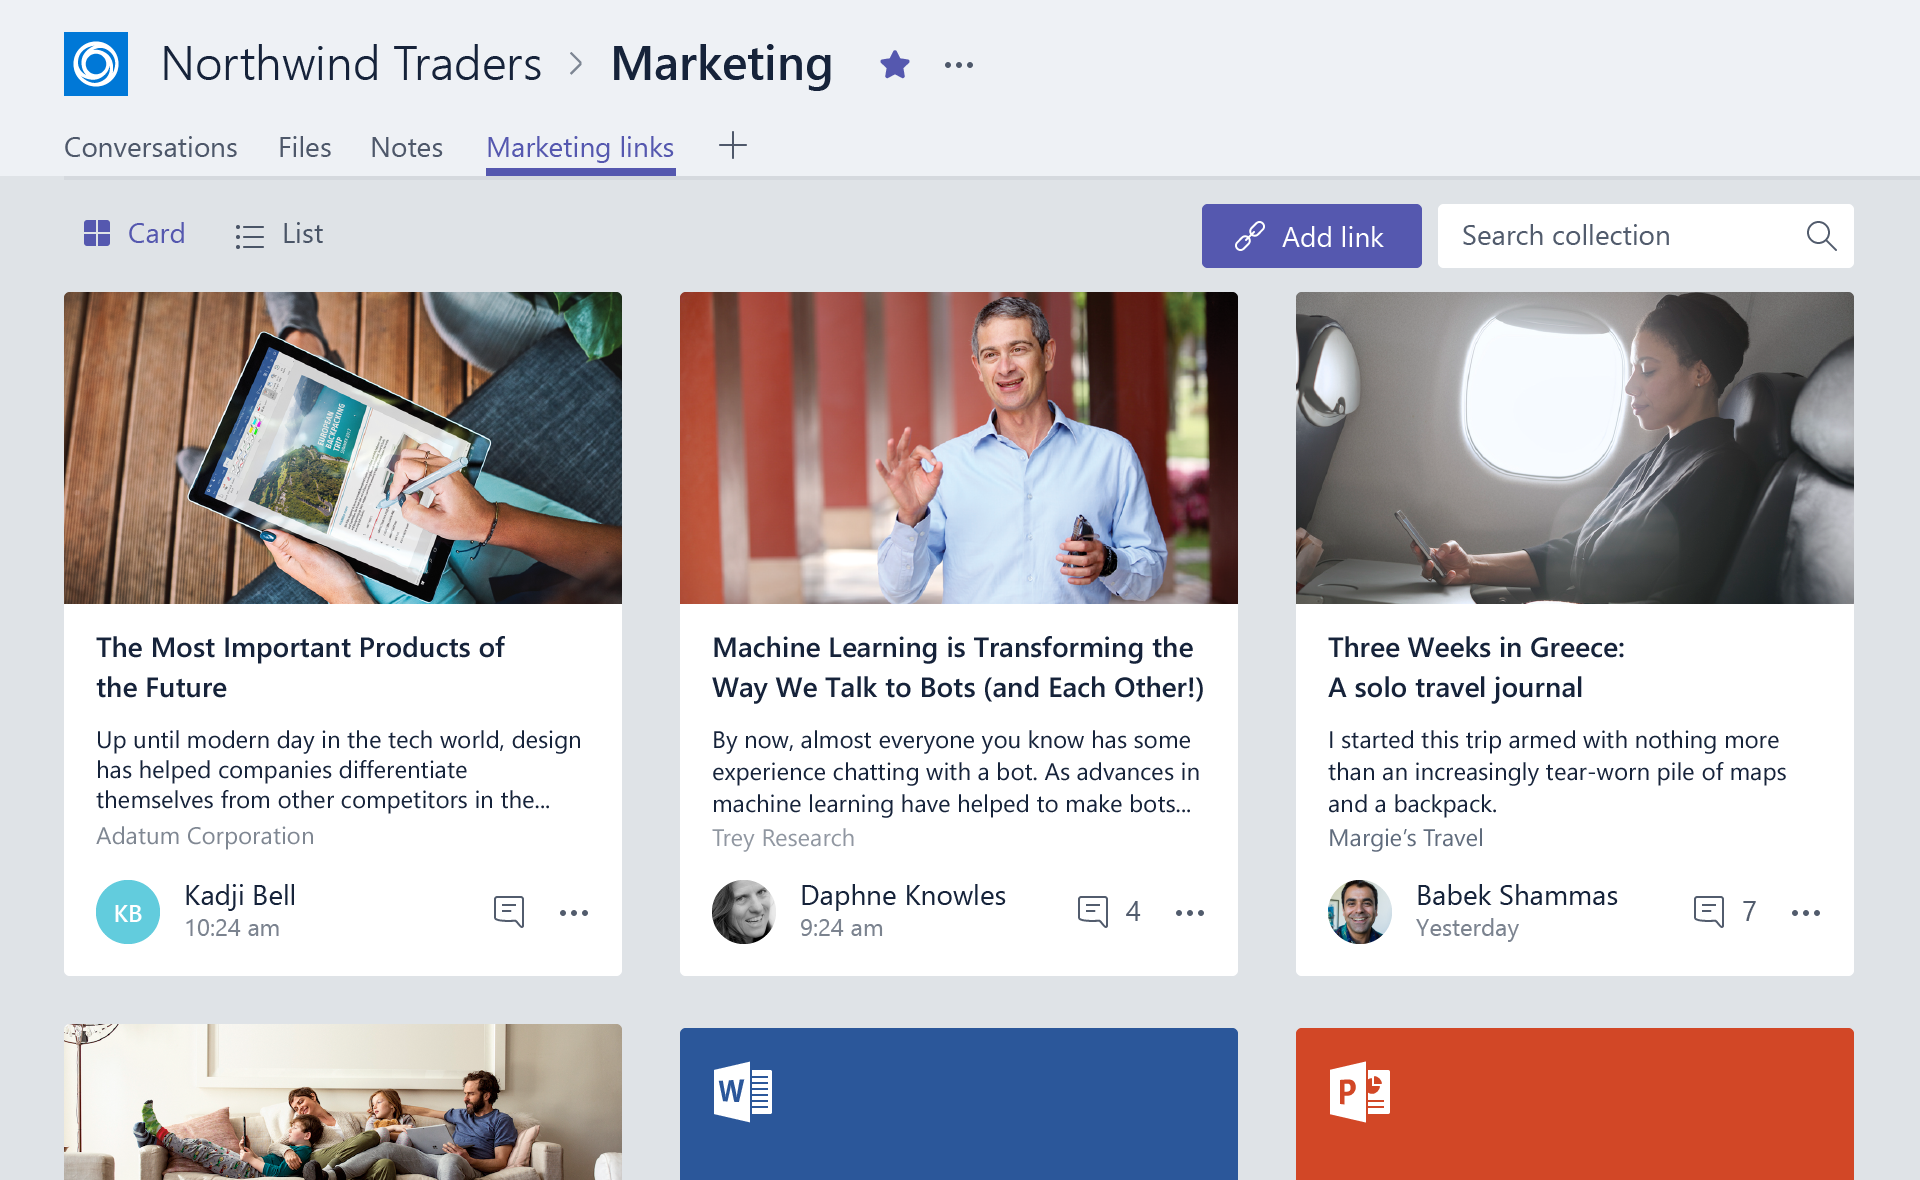 Northwind Traders > Marketing
Conversations Files Notes Marketing links
Card List Add link Search collection
EUROPEAN
BACKPACKING
TRIP
The Most Important Products of
the Future
Up until modern day in the tech world, design
has helped companies differentiate
themselves from other competitors in the...
Adatum Corporation
KB Kadji Bell
10:24 am
Machine Learning is Transforming the
Way We Talk to Bots (and Each Other!)
By now, almost everyone you know has some
experience chatting with a bot. As advances in
machine learning have helped to make bots...
Trey Research
Daphne Knowles 4
9:24 am
Three Weeks in Greece:
A solo travel journal
I started this trip armed with nothing more
than an increasingly tear-worn pile of maps
and a backpack.
Margie’s Travel
Babek Shammas 7
Yesterday
W
P